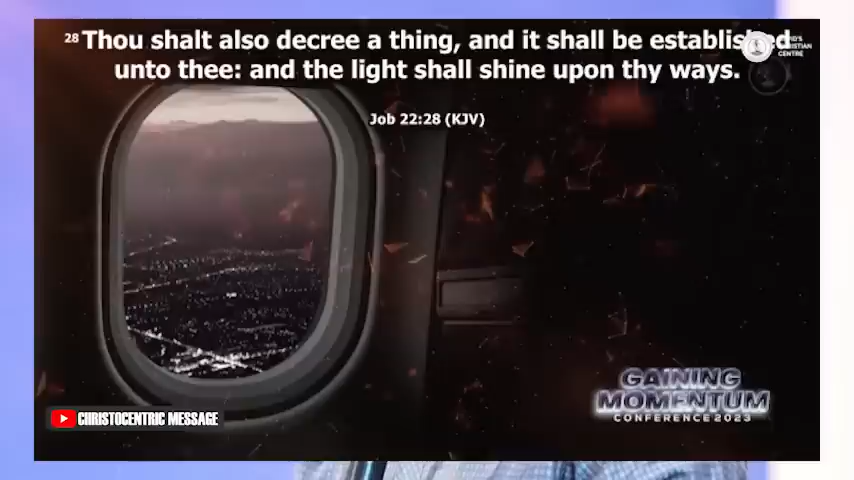 28 Thou shalt also decree a thing, and it shall be established
unto thee: and the light shall shine upon thy ways.
Job 22:28 (KJV)
CENTRE
GAINING
MOMENTUM
CONFERENCE 2023
CHRISTOCENTRIC MESSAGE